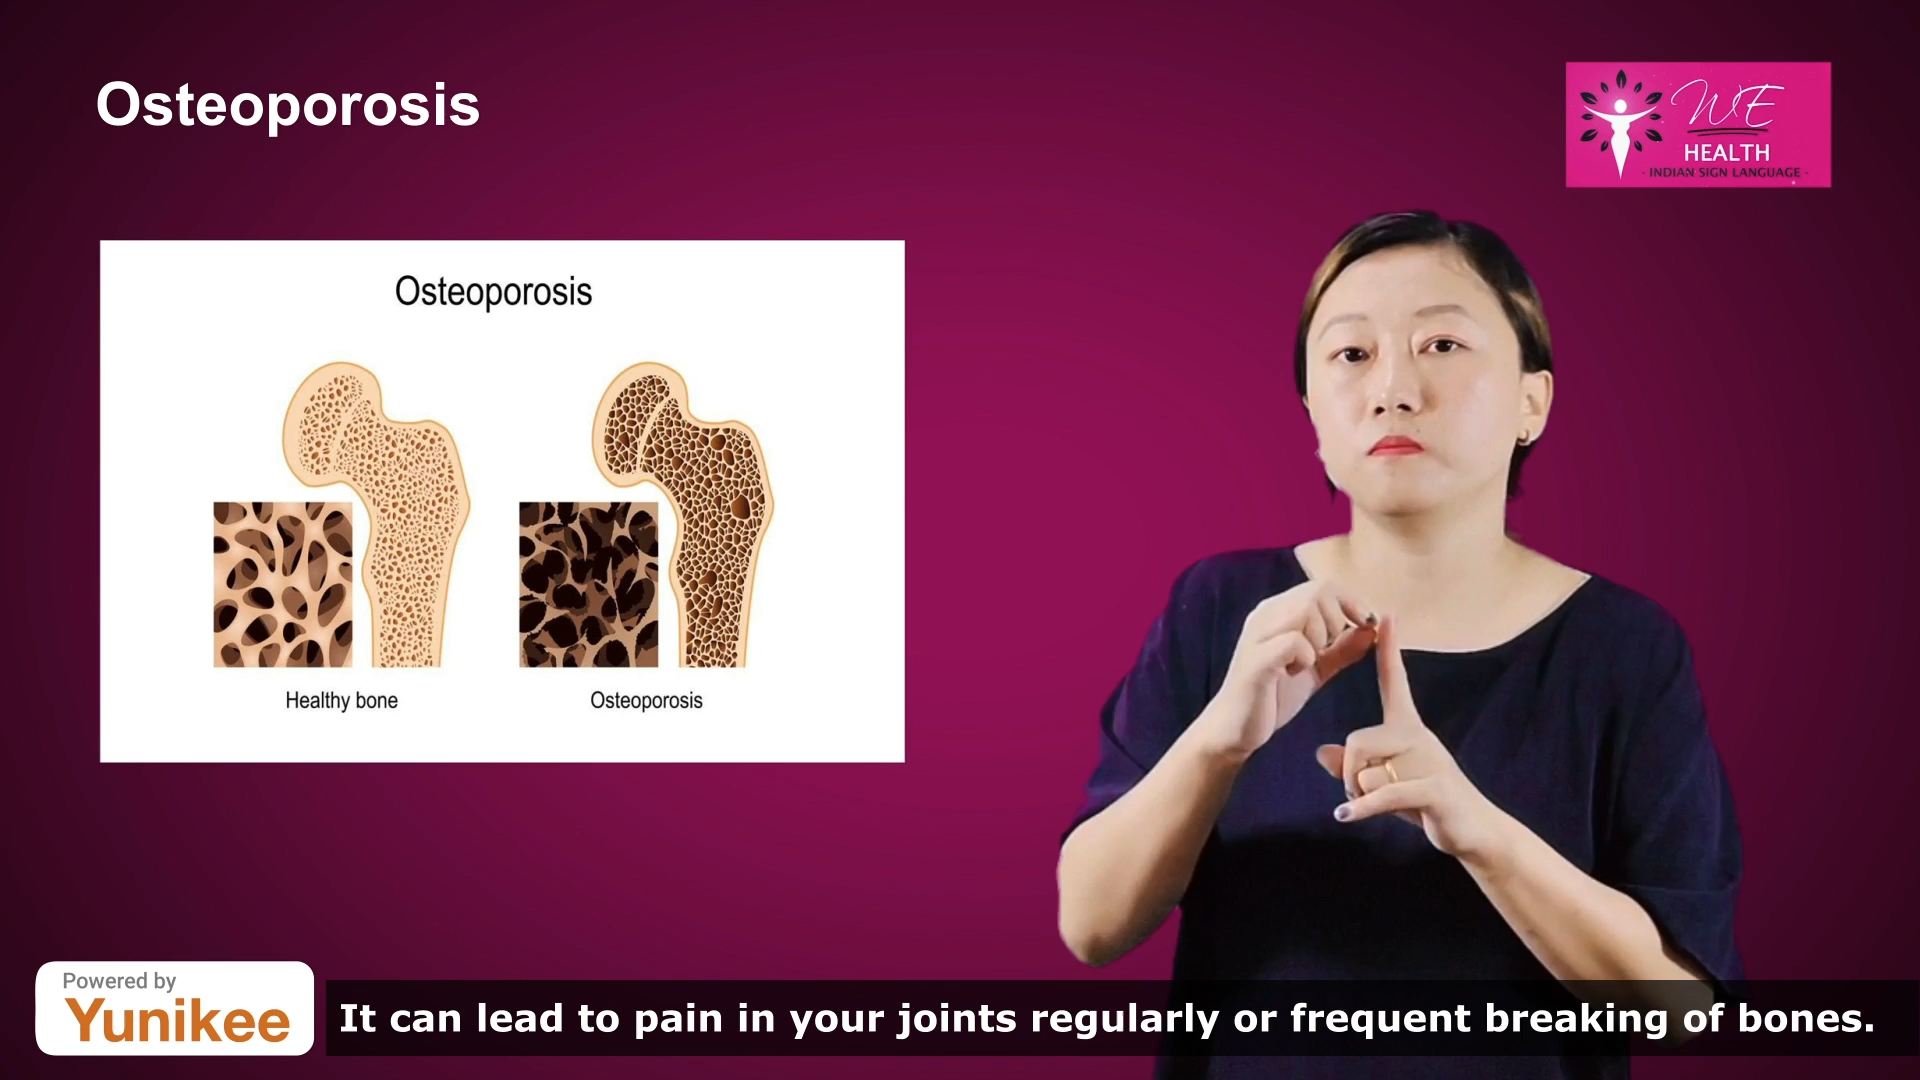 Osteoporosis
WE
HEALTH
- INDIAN SIGN LANGUAGE -
Osteoporosis
Healthy bone
Osteoporosis
Powered by
Yunikee
It can lead to pain in your joints regularly or frequent breaking of bones.